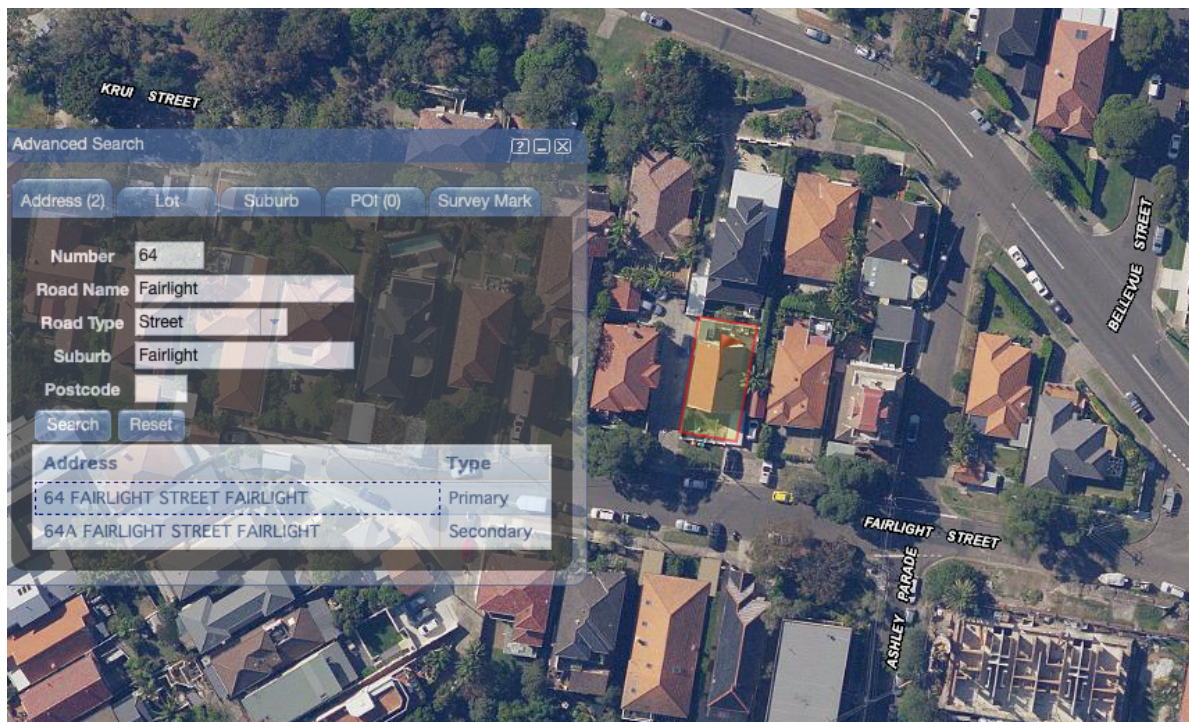 KRUI STREET
Advanced Search
?
Address (2) Lot Suburb POI (0) Survey Mark
Number 64
Road Name Fairlight
Road Type Street
Suburb Fairlight
Postcode
Search Reset
Address Type
64 FAIRLIGHT STREET FAIRLIGHT Primary
64A FAIRLIGHT STREET FAIRLIGHT Secondary
BELLEVUE STREET
FAIRLIGHT STREET
ASHLEY PARADE